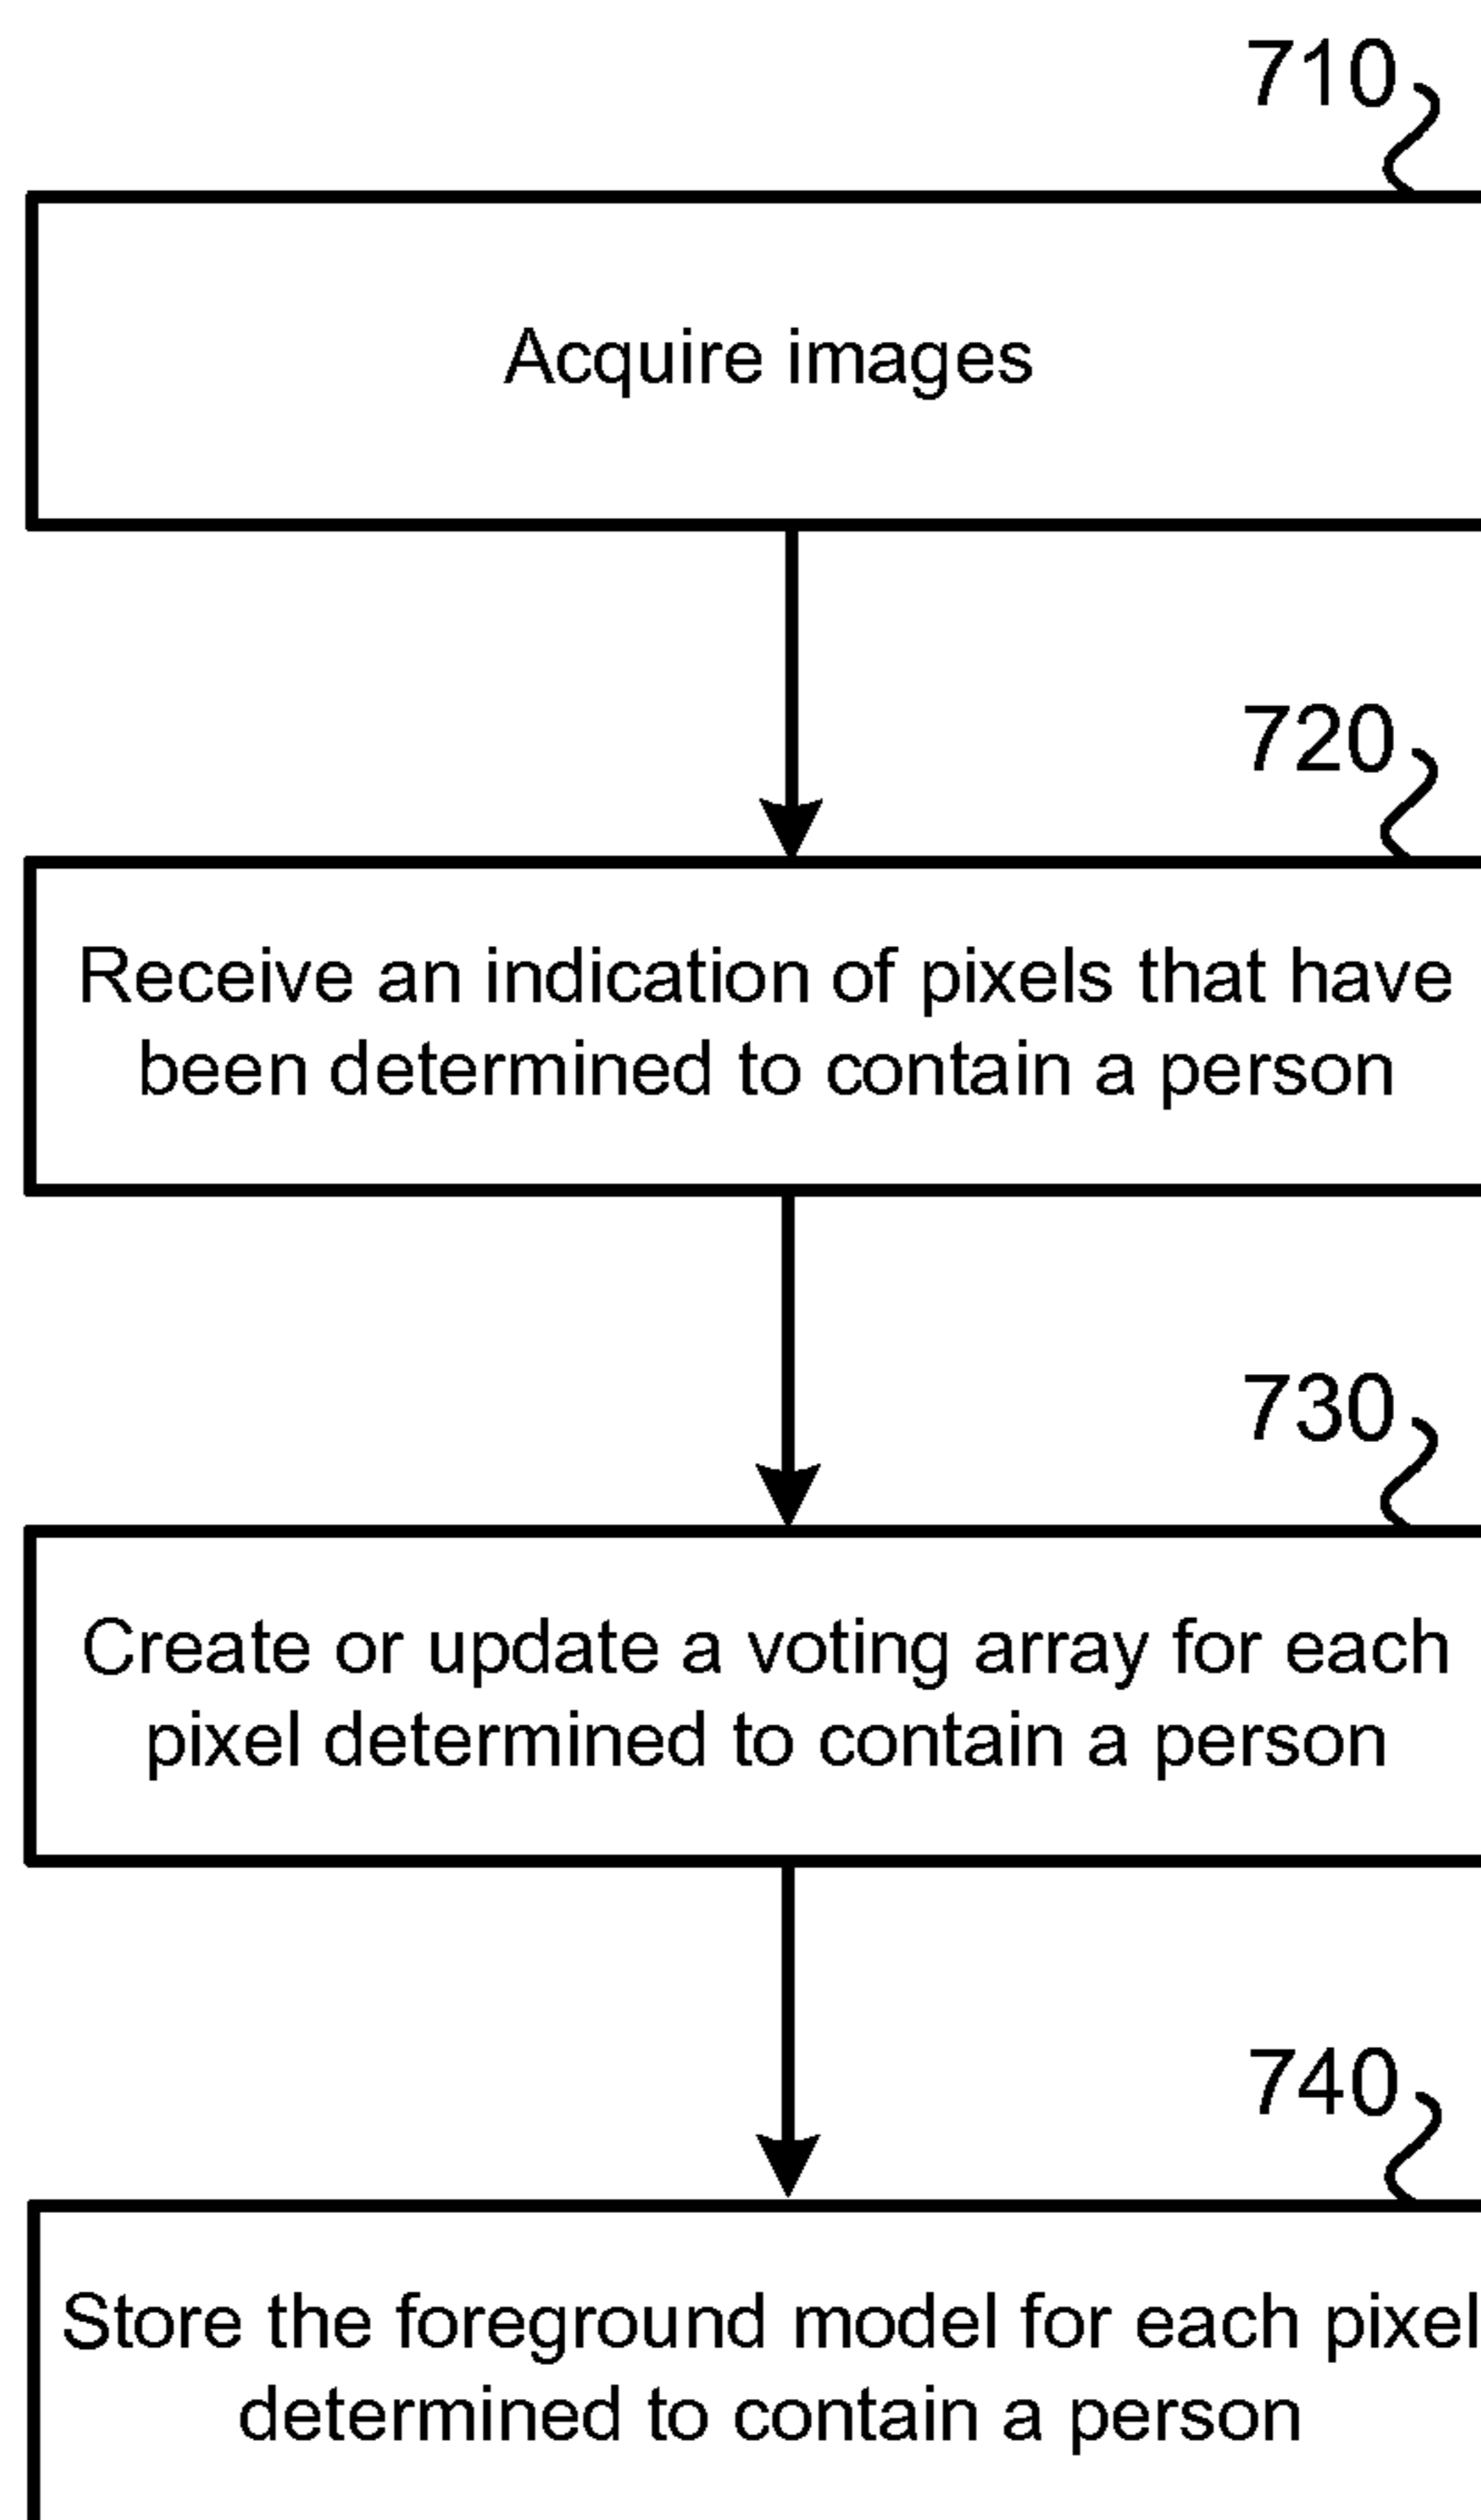 710
Acquire images
720
Receive an indication of pixels that have
been determined to contain a person
730
Create or update a voting array for each
pixel determined to contain a person
740
Store the foreground model for each pixel
determined to contain a person